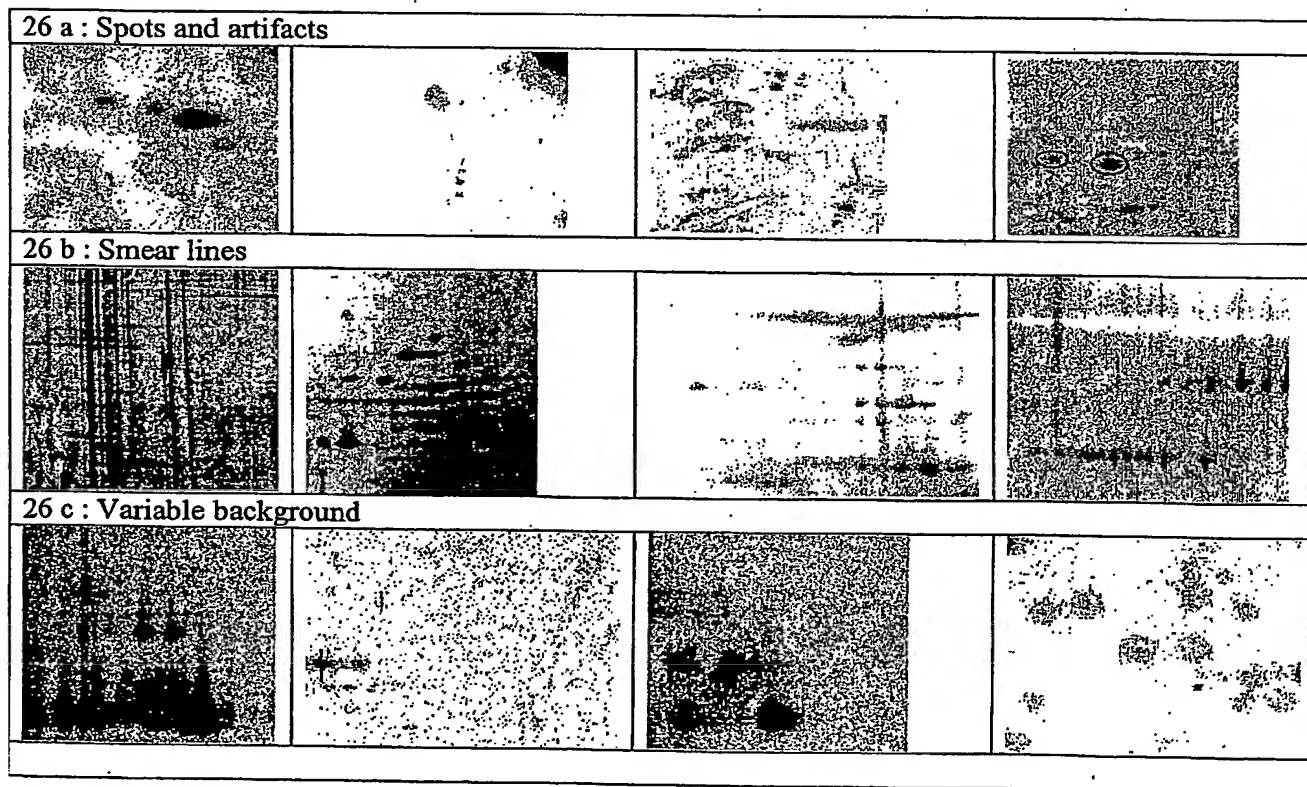 26 a : Spots and artifacts
26 b : Smear lines
26 c : Variable background